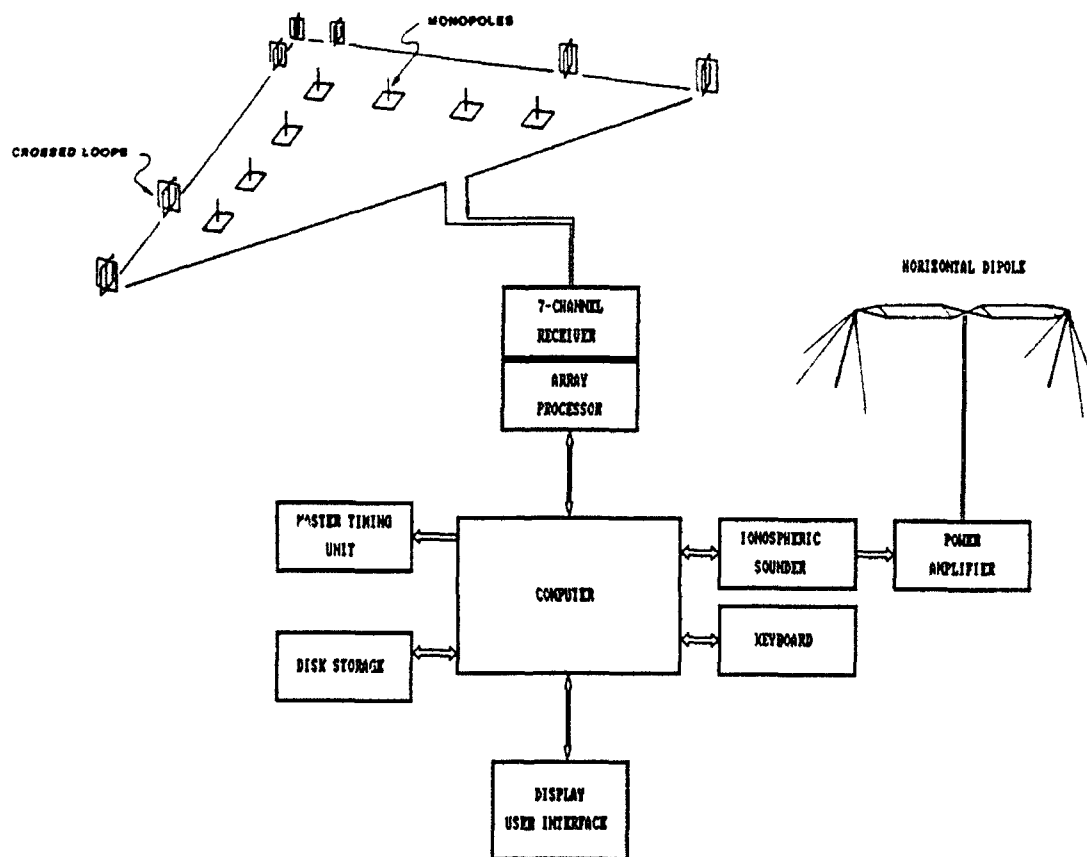 MONOPOLES
CROSSED LOOPS
HORIZONTAL DIPOLE
7-CHANNEL
RECEIVER
ARRAY
PROCESSOR
MASTER TIMING
UNIT
COMPUTER
IONOSPHERIC
SOUNDER
POWER
AMPLIFIER
DISK STORAGE
KEYBOARD
DISPLAY
USER INTERFACE